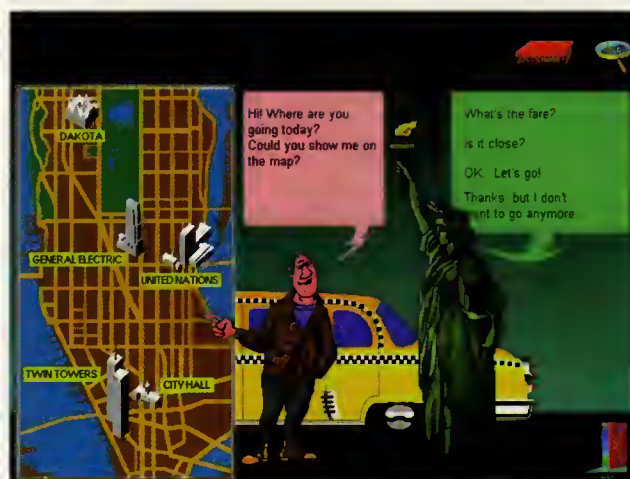 DAKOTA
GENERAL ELECTRIC
UNITED NATIONS
TWIN TOWERS
CITY HALL
Hi! Where are you
going today?
Could you show me on
the map?
What's the fare?
Is it close?
OK. Let's go!
Thanks but I don't
to go anymore